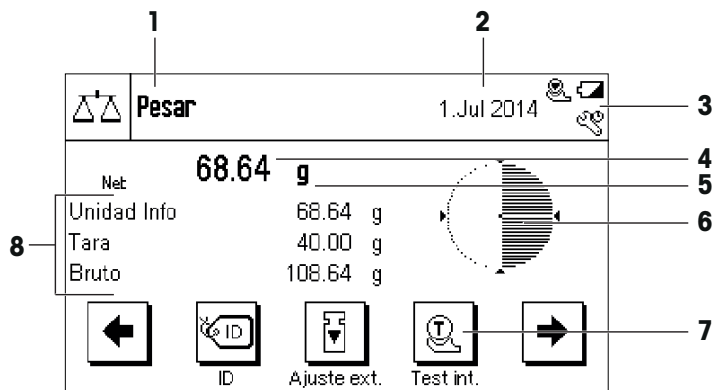 1
2
Pesar
1.Jul 2014
3
68.64 g
4
Net
5
Unidad Info 68.64 g
6
Tara 40.00 g
8
Bruto 108.64 g
ID
T
7
ID
Ajuste ext.
Test int.